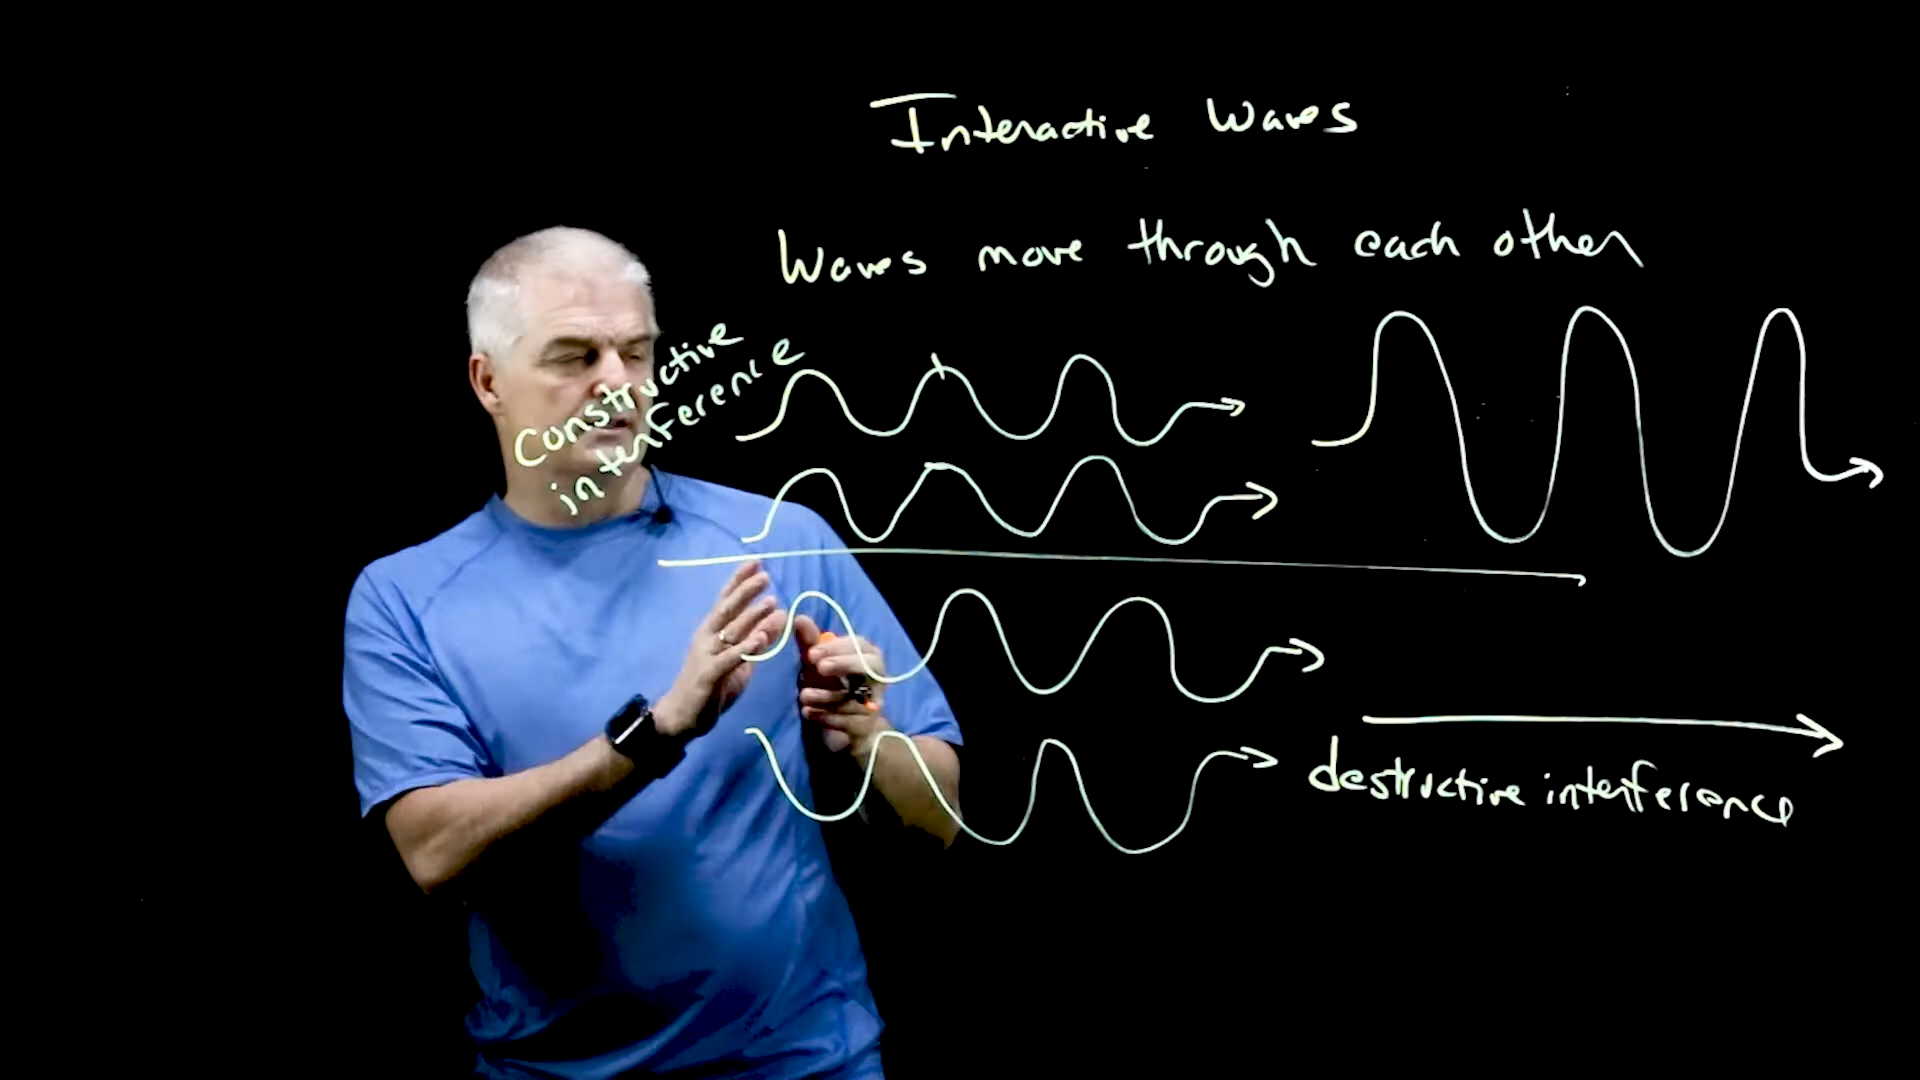 Interactive Waves
Waves move through each other
Constructive
interference
destructive interference